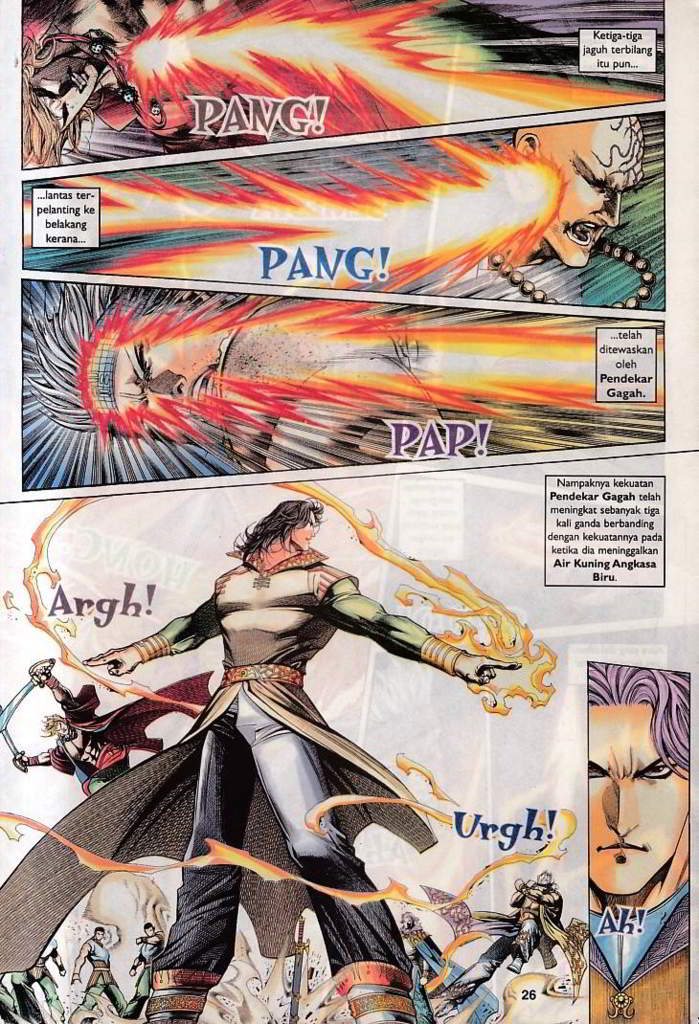 Ketiga-tiga
jaguh terbilang
itu pun...
PANG!
...lantas ter-
pelanting ke
belakang
kerana...
PANG!
...telah
ditewaskan
oleh
Pendekar
Gagah.
PAP!
Nampaknya kekuatan
Pendekar Gagah telah
meningkat sebanyak tiga
kali ganda berbanding
dengan kekuatannya pada
ketika dia meninggalkan
Air Kuning Angkasa
Biru.
Argh!
Urgh!
Ah!
26